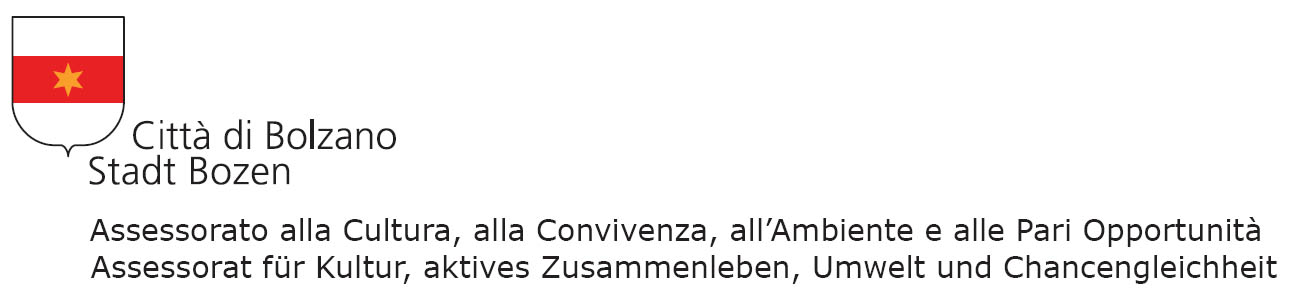 Città di Bolzano
Stadt Bozen
Assessorato alla Cultura, alla Convivenza, all’Ambiente e alle Pari Opportunità
Assessorat für Kultur, aktives Zusammenleben, Umwelt und Chancengleichheit